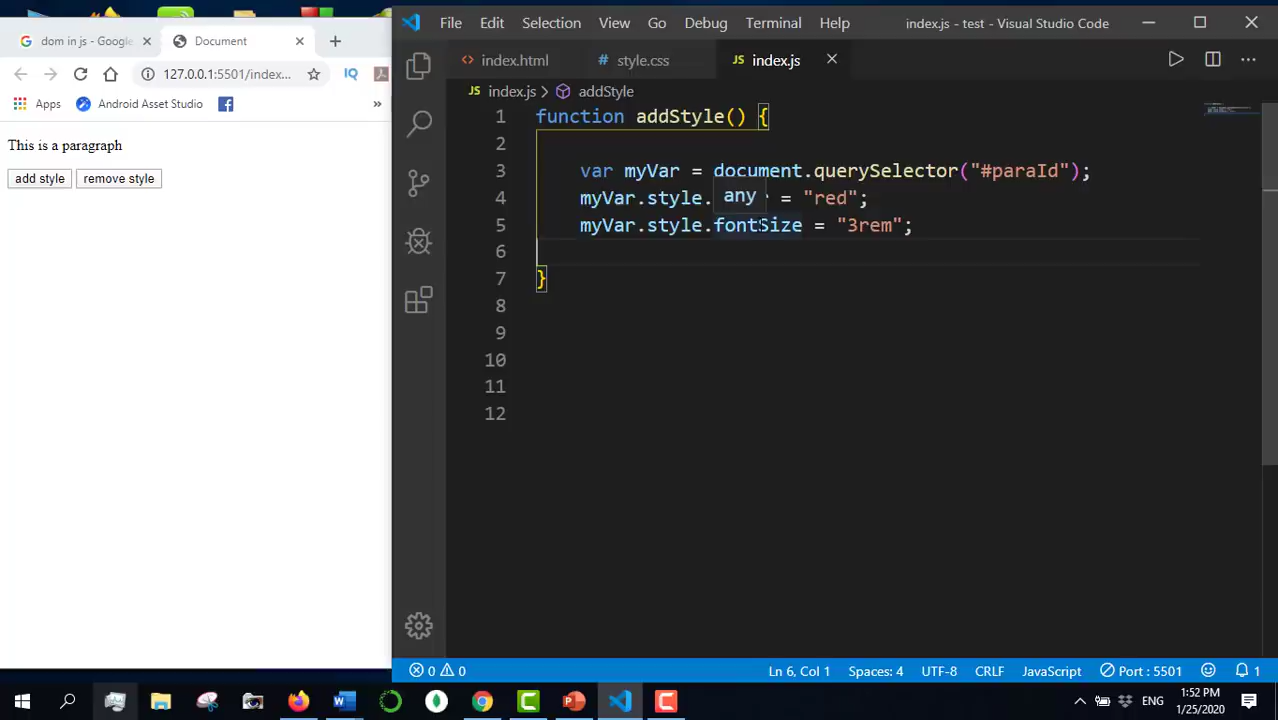 dom in js - Google
Document
127.0.0.1:5501/index...
Apps
Android Asset Studio
This is a paragraph
add style
remove style
File Edit Selection View Go Debug Terminal Help
index.js - test - Visual Studio Code
index.html
style.css
JS index.js
JS index.js > addStyle
1 function addStyle() {
2
3 var myVar = document.querySelector("#paraId");
4 myVar.style. = "red";
any
5 myVar.style.fontSize = "3rem";
6
7 }
8
9
10
11
12
0 0
Ln 6, Col 1
Spaces: 4
UTF-8
CRLF
JavaScript
Port : 5501
1
ENG
1:52 PM
1/25/2020